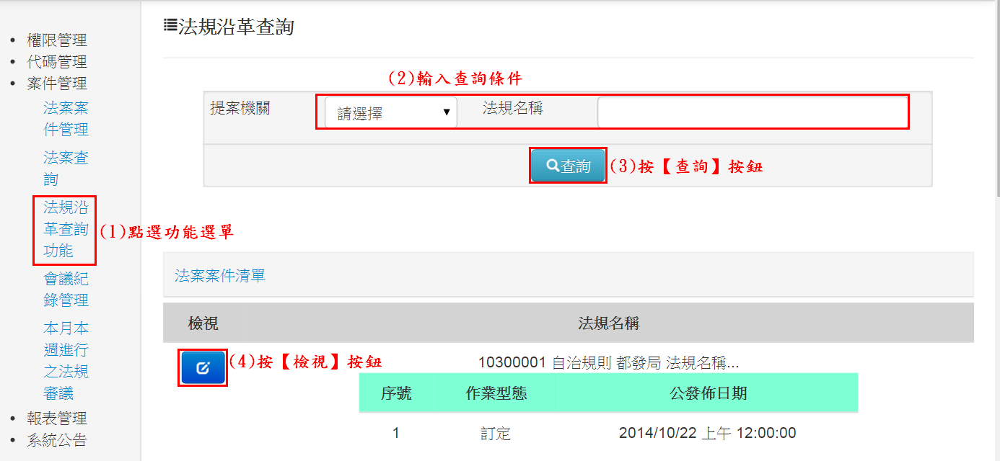 權限管理
代碼管理
案件管理
法案案
件管理
法案查
詢
法規沿
革查詢
功能
(1)點選功能選單
會議紀
錄管理
本月本
週進行
之法規
審議
報表管理
系統公告
法規沿革查詢
(2)輸入查詢條件
提案機關 請選擇 法規名稱
查詢 (3)按【查詢】按鈕
法案案件清單
檢視 法規名稱
(4)按【檢視】按鈕 10300001 自治規則 都發局 法規名稱...
序號 作業型態 公發佈日期
1 訂定 2014/10/22 上午 12:00:00